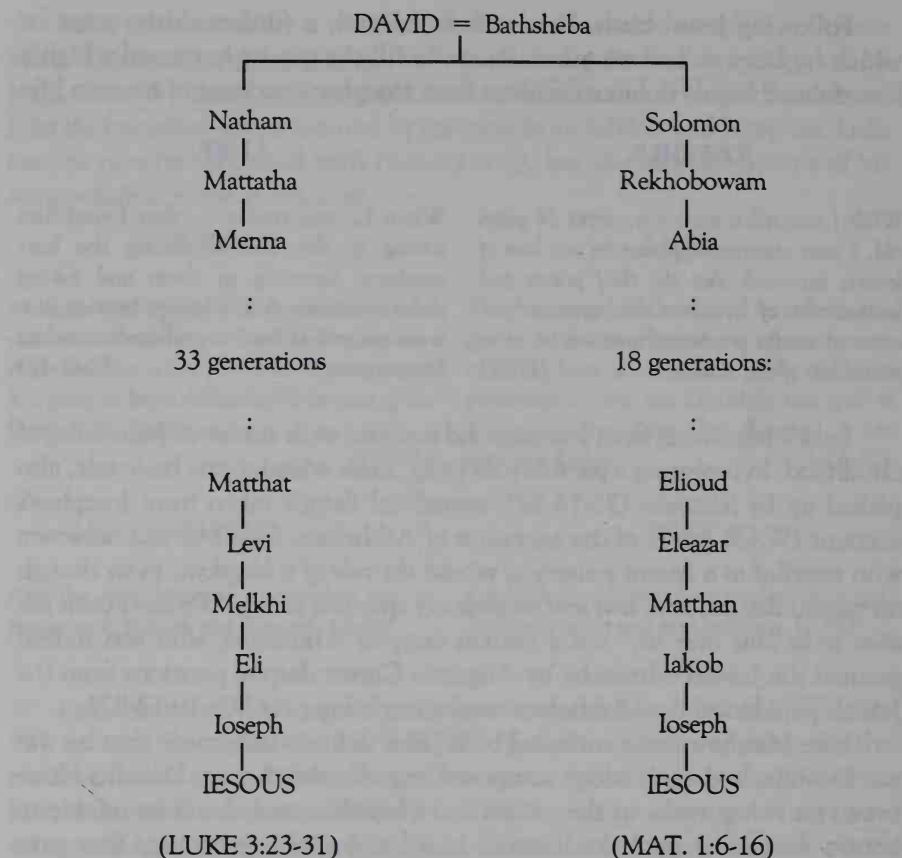 DAVID = Bathsheba
Natham Solomon
Mattatha Rekhobowam
Menna Abia
: :
33 generations 18 generations:
: :
Matthat Elioud
Levi Eleazar
Melkhi Matthan
Eli Iakob
Ioseph Ioseph
IESOUS IESOUS
(LUKE 3:23-31) (MAT. 1:6-16)